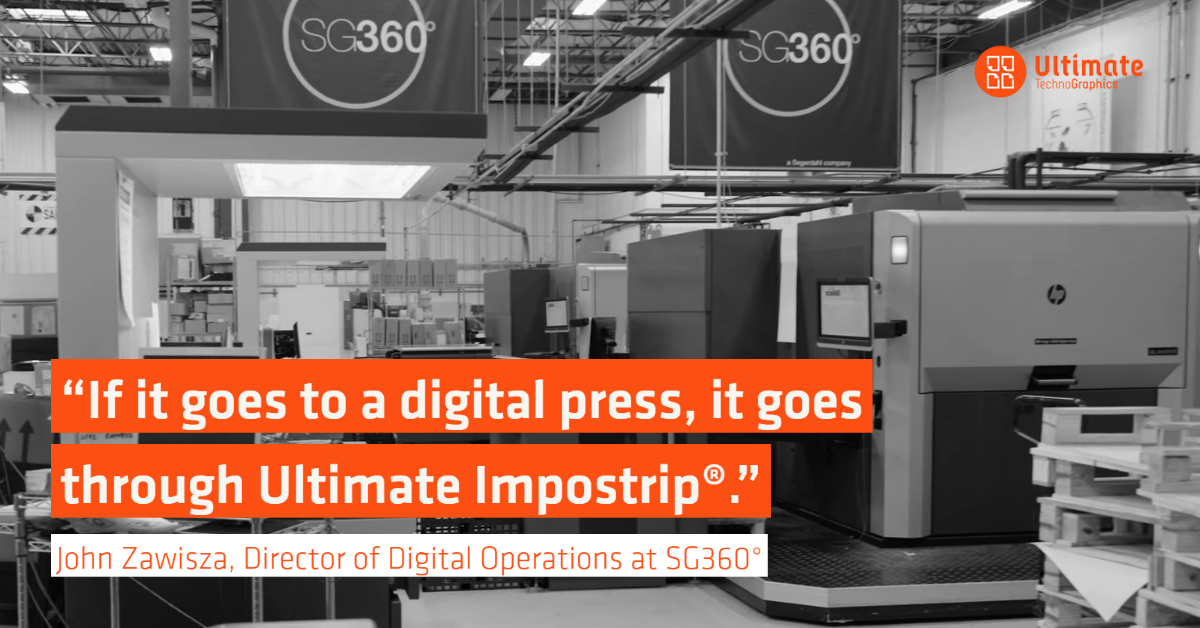 SG360°
SG360°
a Segerdahl company
Ultimate
TechnoGraphics
SA
hp
“If it goes to a digital press, it goes
through Ultimate Impostrip®.”
John Zawisza, Director of Digital Operations at SG360°